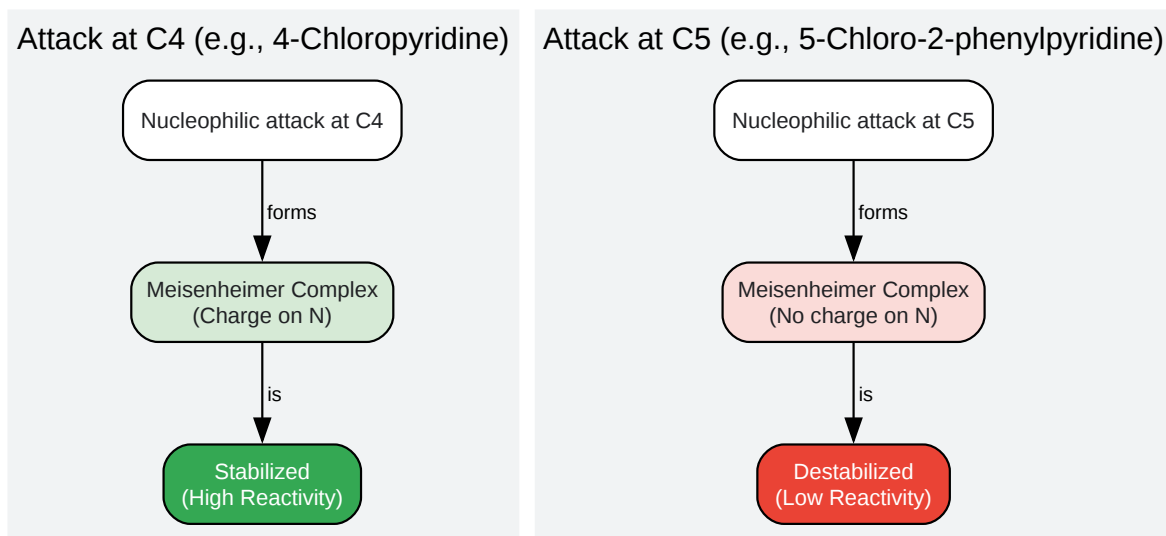 Attack at C4 (e.g., 4-Chloropyridine)
Nucleophilic attack at C4
forms
Meisenheimer Complex
(Charge on N)
is
Stabilized
(High Reactivity)
Attack at C5 (e.g., 5-Chloro-2-phenylpyridine)
Nucleophilic attack at C5
forms
Meisenheimer Complex
(No charge on N)
is
Destabilized
(Low Reactivity)